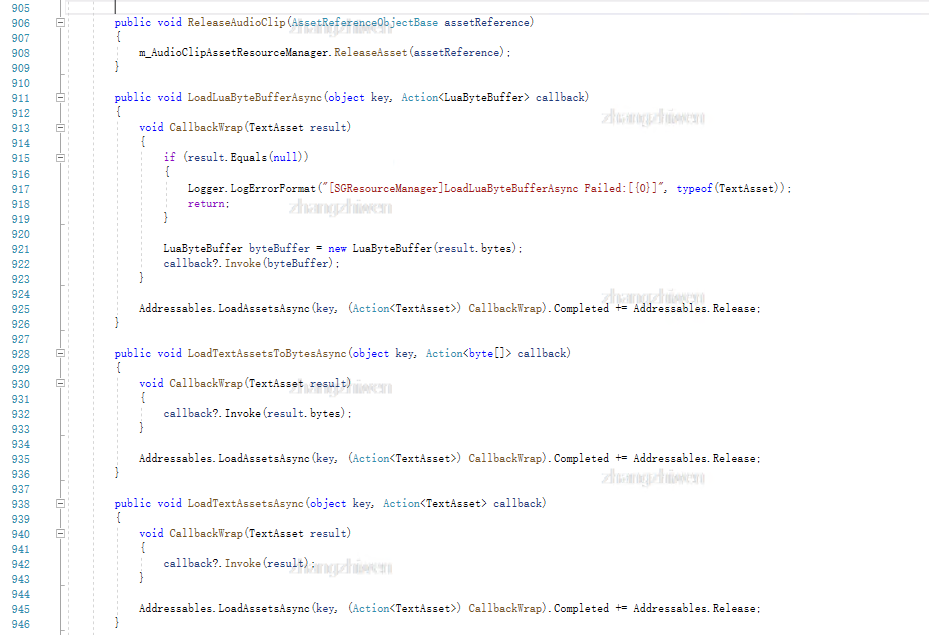 905
906 public void ReleaseAudioClip(AssetReferenceObjectBase assetReference)
907 {
908 m_AudioClipAssetResourceManager.ReleaseAsset(assetReference);
909 }
910
911 public void LoadLuaByteBufferAsync(object key, Action<LuaByteBuffer> callback)
912 {
913 void CallbackWrap(TextAsset result)
914 {
915 if (result.Equals(null))
916 {
917 Logger.LogErrorFormat("[SGResourceManager]LoadLuaByteBufferAsync Failed:[{0}]", typeof(TextAsset));
918 return;
919 }
920
921 LuaByteBuffer byteBuffer = new LuaByteBuffer(result.bytes);
922 callback?.Invoke(byteBuffer);
923 }
924
925 Addressables.LoadAssetsAsync(key, (Action<TextAsset>) CallbackWrap).Completed += Addressables.Release;
926 }
927
928 public void LoadTextAssetsToBytesAsync(object key, Action<byte[]> callback)
929 {
930 void CallbackWrap(TextAsset result)
931 {
932 callback?.Invoke(result.bytes);
933 }
934
935 Addressables.LoadAssetsAsync(key, (Action<TextAsset>) CallbackWrap).Completed += Addressables.Release;
936 }
937
938 public void LoadTextAssetsAsync(object key, Action<TextAsset> callback)
939 {
940 void CallbackWrap(TextAsset result)
941 {
942 callback?.Invoke(result);
943 }
944
945 Addressables.LoadAssetsAsync(key, (Action<TextAsset>) CallbackWrap).Completed += Addressables.Release;
946 }
zhangzhiwen
zhangzhiwen
zhangzhiwen
zhangzhiwen
zhangzhiwen
zhangzhiwen
zhangzhiwen